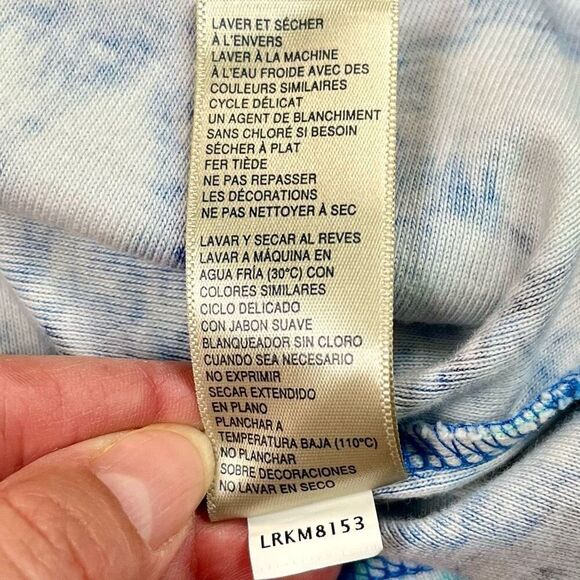 LAVER ET SÉCHER
À L'ENVERS
LAVER À LA MACHINE
À L'EAU FROIDE AVEC DES
COULEURS SIMILAIRES
CYCLE DÉLICAT
UN AGENT DE BLANCHIMENT
SANS CHLORÉ SI BESOIN
SÉCHER À PLAT
FER TIÈDE
NE PAS REPASSER
LES DÉCORATIONS
NE PAS NETTOYER À SEC
LAVAR Y SECAR AL REVES
LAVAR A MÁQUINA EN
AGUA FRÍA (30°C) CON
COLORES SIMILARES
CICLO DELICADO
CON JABON SUAVE
BLANQUEADOR SIN CLORO
CUANDO SEA NECESARIO
NO EXPRIMIR
SECAR EXTENDIDO
EN PLANO
PLANCHAR A
TEMPERATURA BAJA (110°C)
NO PLANCHAR
SOBRE DECORACIONES
NO LAVAR EN SECO
LRKM8153